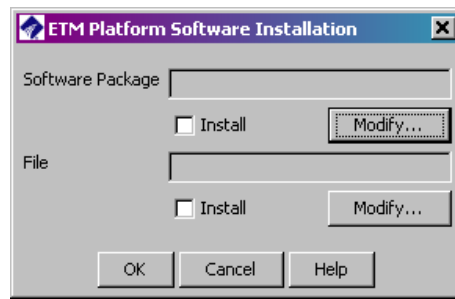 ETM Platform Software Installation
Software Package
Install Modify...
File
Install Modify...
OK Cancel Help